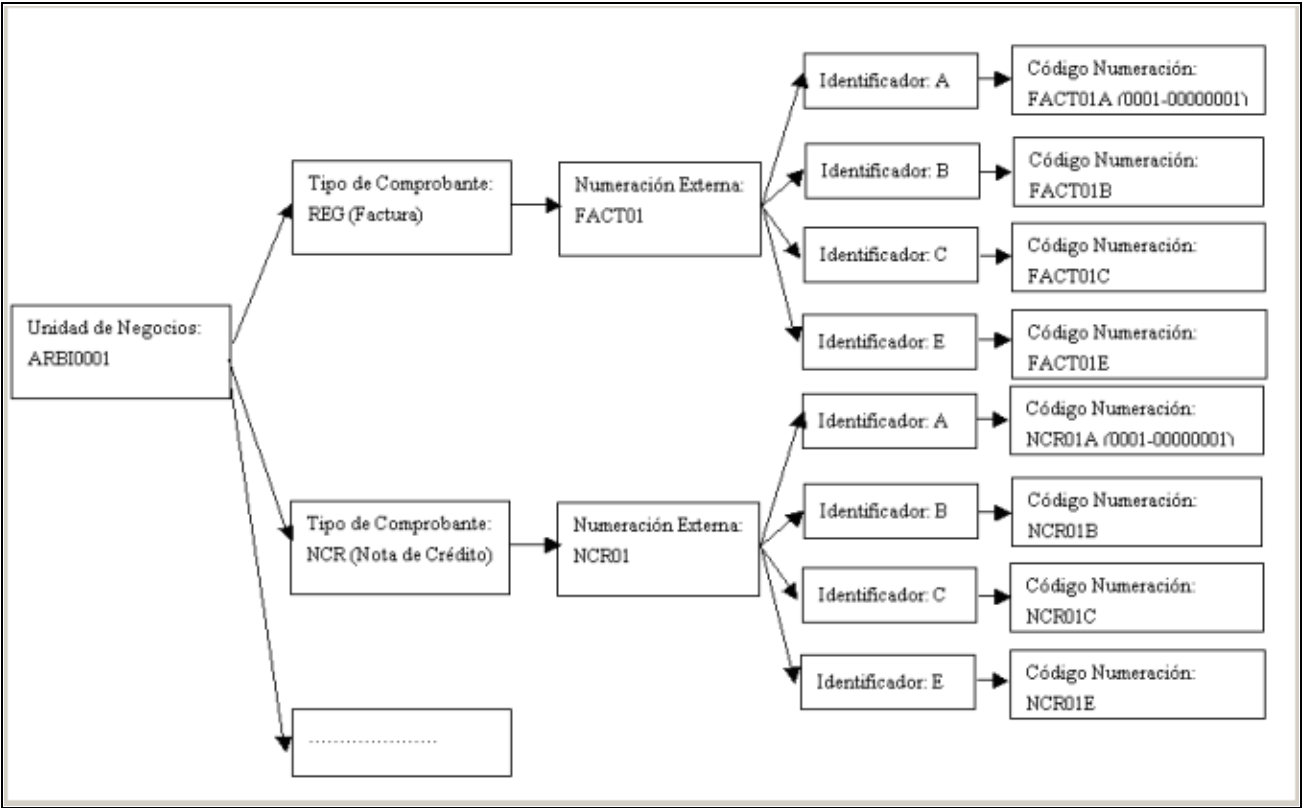 Unidad de Negocios:
ARBI0001
Tipo de Comprobante:
REG (Factura)
Numeración Externa:
FACT01
Identificador: A
Código Numeración:
FACT01A (0001-00000001)
Identificador: B
Código Numeración:
FACT01B
Identificador: C
Código Numeración:
FACT01C
Identificador: E
Código Numeración:
FACT01E
Tipo de Comprobante:
NCR (Nota de Crédito)
Numeración Externa:
NCR01
Identificador: A
Código Numeración:
NCR01A (0001-00000001)
Identificador: B
Código Numeración:
NCR01B
Identificador: C
Código Numeración:
NCR01C
Identificador: E
Código Numeración:
NCR01E
.....................